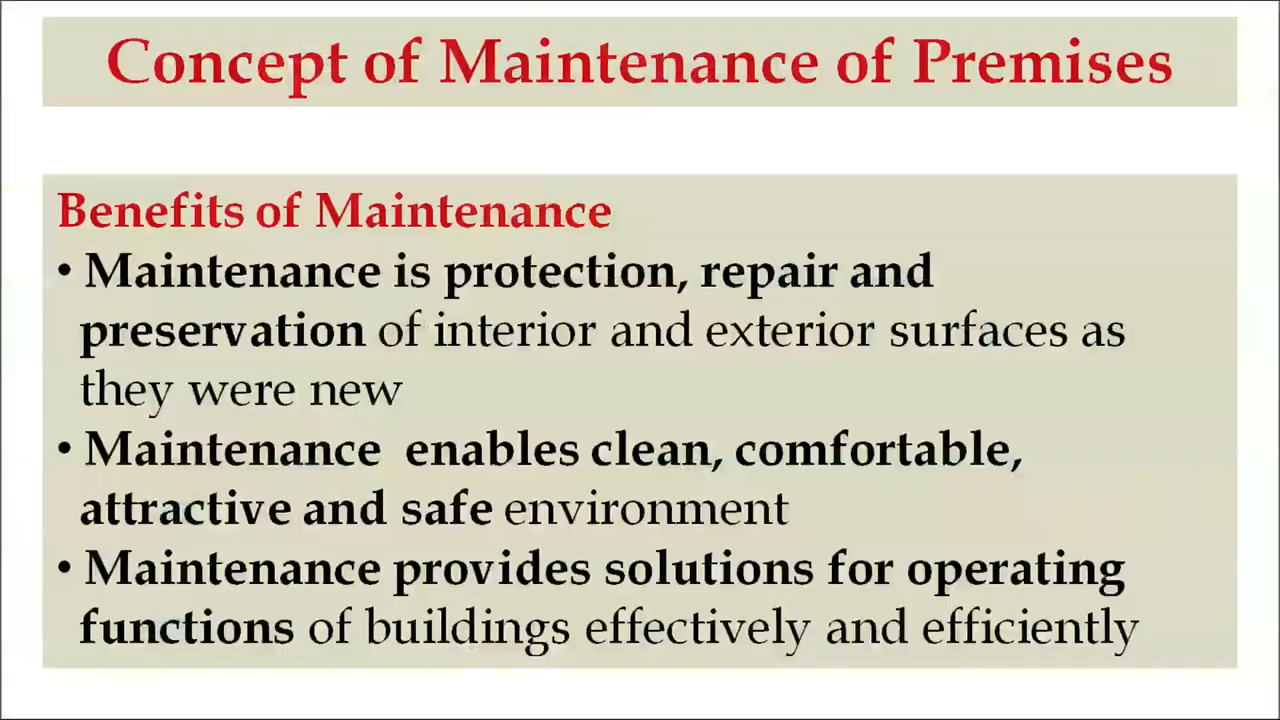 Concept of Maintenance of Premises
Benefits of Maintenance
• Maintenance is protection, repair and
preservation of interior and exterior surfaces as
they were new
• Maintenance enables clean, comfortable,
attractive and safe environment
• Maintenance provides solutions for operating
functions of buildings effectively and efficiently